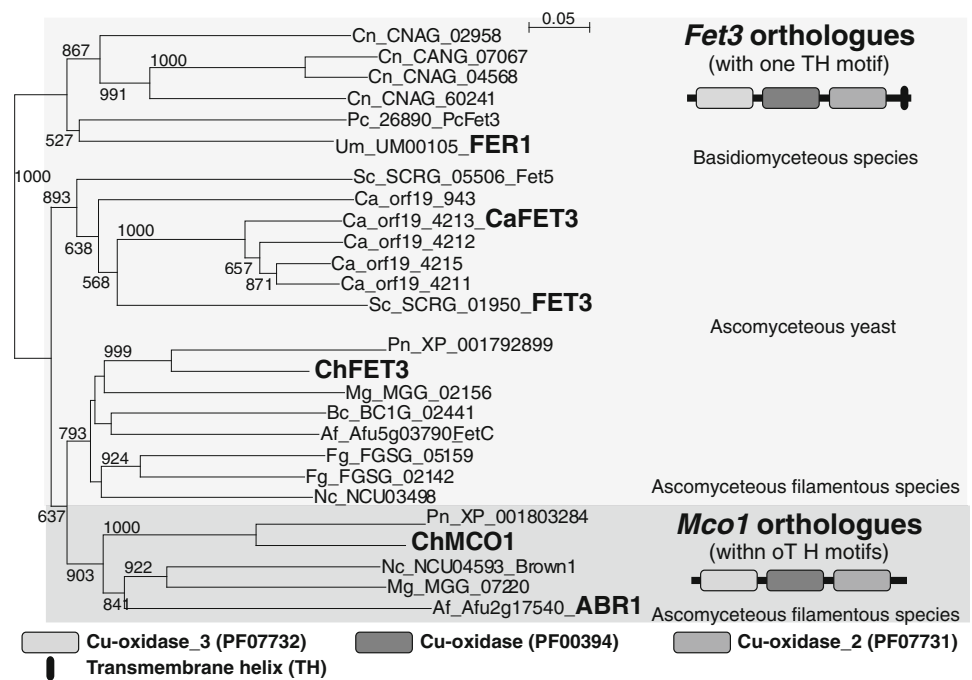 0.05
867
Cn_CNAG_02958
Fet3 orthologues
1000
Cn_CANG_07067
(with one TH motif)
Cn_CNAG_04568
991
Cn_CNAG_60241
Pc_26890_PcFet3
527
Um_UM00105_FER1
Basidiomyceteous species
1000
Sc_SCRG_05506_Fet5
893
Ca_orf19_943
1000
Ca_orf19_4213_CaFET3
638
Ca_orf19_4212
657
Ca_orf19_4215
568
871
Ca_orf19_4211
Sc_SCRG_01950_FET3
Ascomyceteous yeast
999
Pn_XP_001792899
ChFET3
Mg_MGG_02156
Bc_BC1G_02441
793
Af_Afu5g03790_FetC
924
Fg_FGSG_05159
Fg_FGSG_02142
Ascomyceteous filamentous species
Nc_NCU03498
637
Pn_XP_001803284
Mco1 orthologues
1000
ChMCO1
(withn oT H motifs)
903
922
Nc_NCU04593_Brown1
Mg_MGG_07220
841
Af_Afu2g17540_ABR1
Ascomyceteous filamentous species
Cu-oxidase_3 (PF07732)
Cu-oxidase (PF00394)
Cu-oxidase_2 (PF07731)
Transmembrane helix (TH)